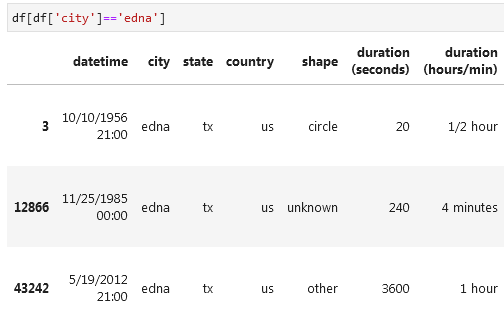 df[df['city']=='edna']
datetime city state country shape duration (seconds) duration (hours/min)
3 10/10/1956 21:00 edna tx us circle 20 1/2 hour
12866 11/25/1985 00:00 edna tx us unknown 240 4 minutes
43242 5/19/2012 21:00 edna tx us other 3600 1 hour